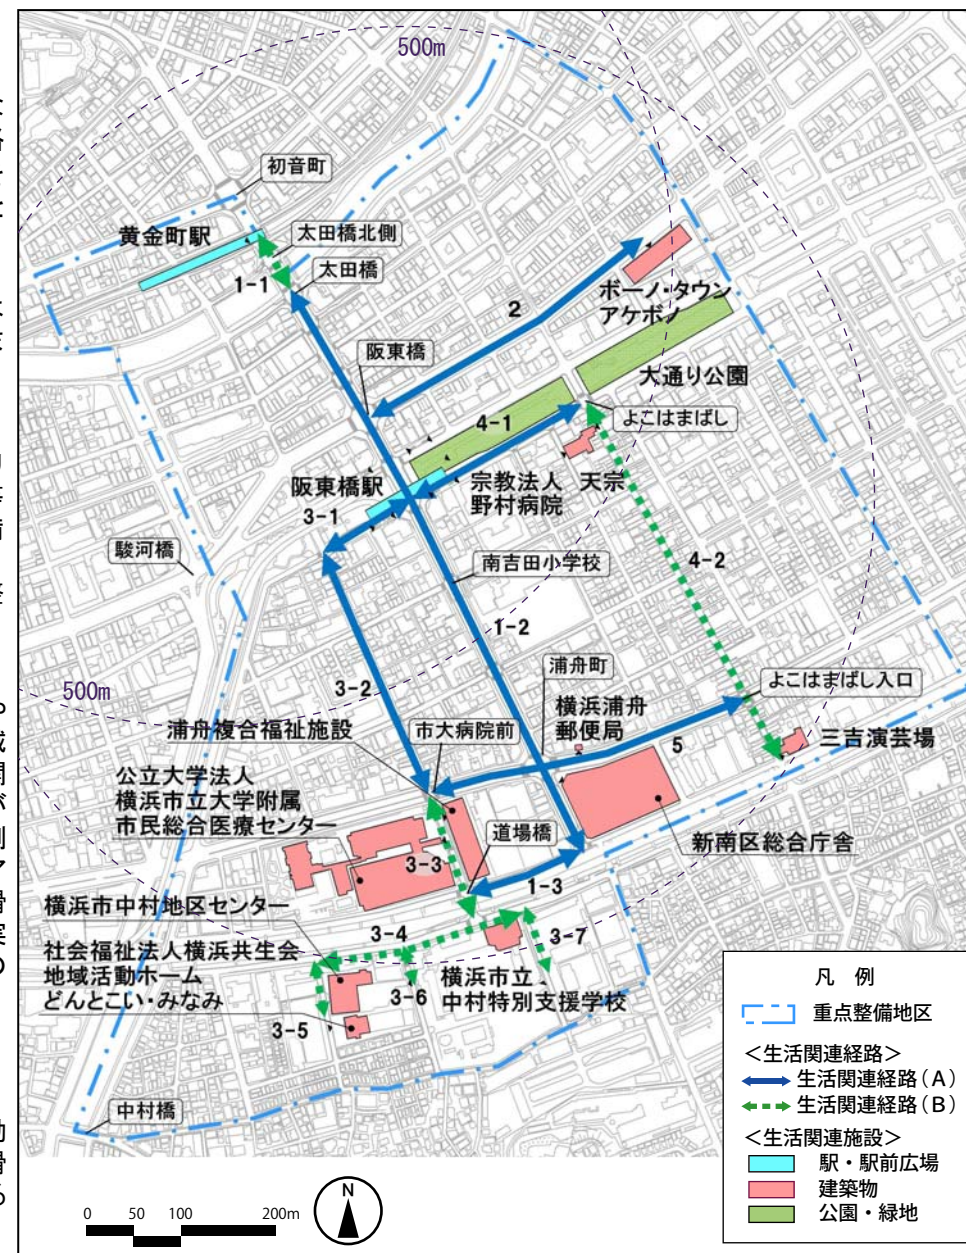 500m
初音町
黄金町駅
太田橋北側
1-1
太田橋
2
ボーノ・タウン
アケボノ
阪東橋
大通り公園
4-1
よこはまばし
阪東橋駅
宗教法人
野村病院
天宗
3-1
駿河橋
南吉田小学校
4-2
1-2
500m
3-2
浦舟町
よこはまばし入口
浦舟複合福祉施設
市大病院前
横浜浦舟
郵便局
5
三吉演芸場
公立大学法人
横浜市立大学附属
市民総合医療センター
道場橋
新南区総合庁舎
3-3
1-3
横浜市中村地区センター
3-4
3-7
社会福祉法人横浜共生会
地域活動ホーム
どんとこい・みなみ
3-6
横浜市立
中村特別支援学校
3-5
中村橋
凡 例
重点整備地区
<生活関連経路>
生活関連経路(A)
生活関連経路(B)
<生活関連施設>
駅・駅前広場
建築物
公園・緑地
0 50 100 200m
N